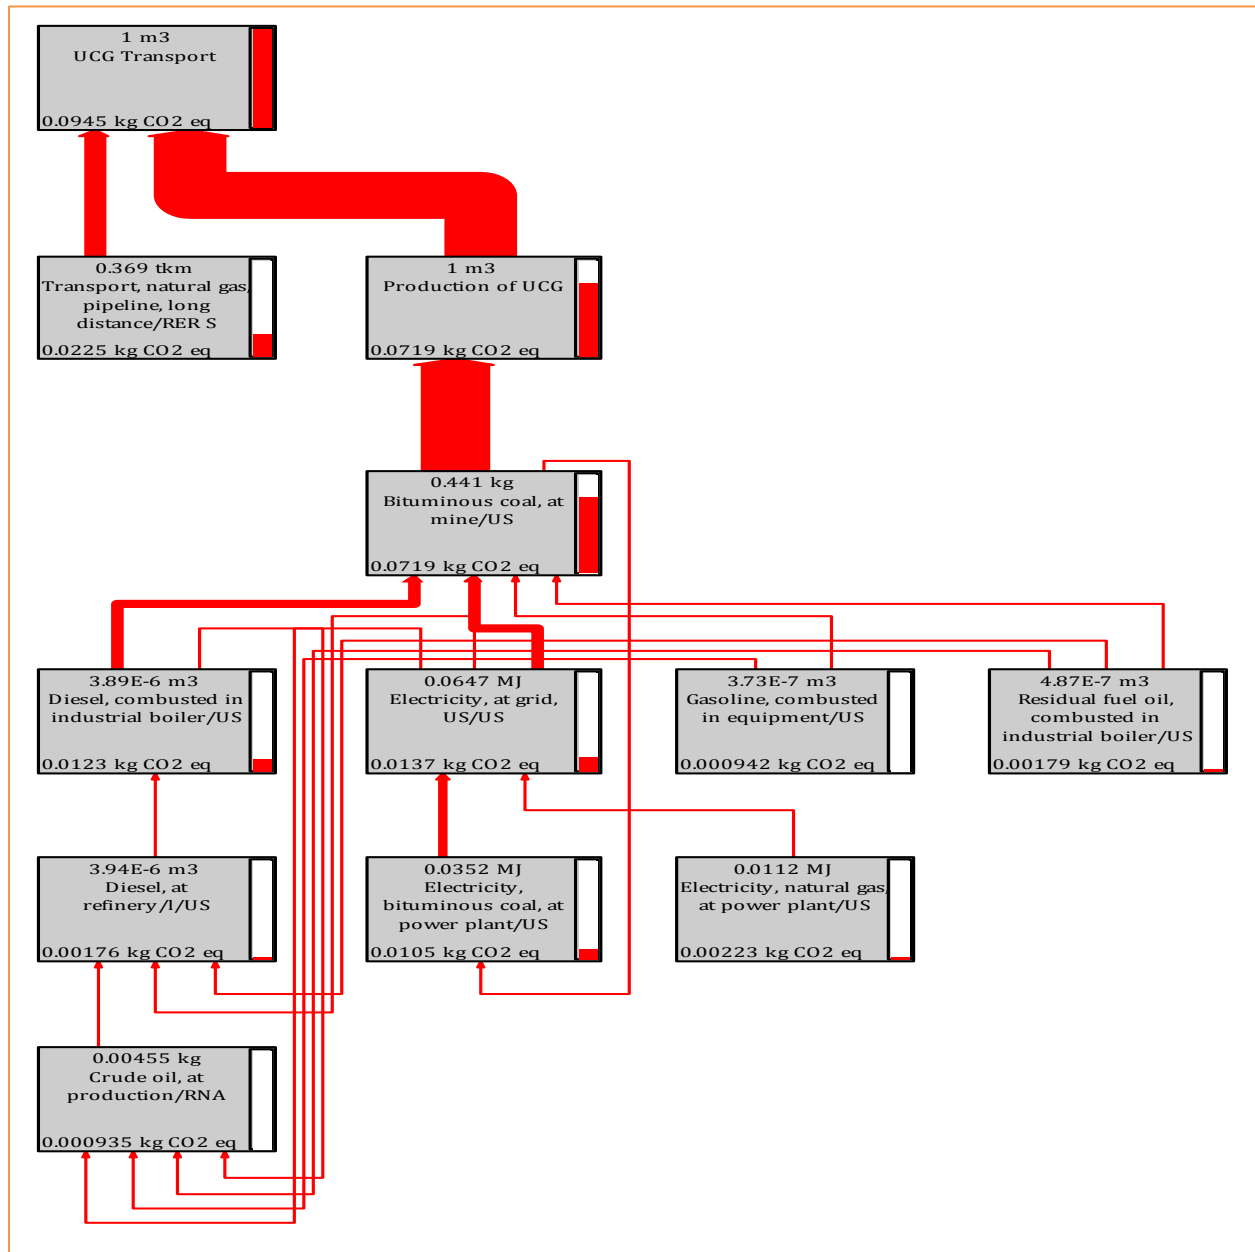 1 m3
UCG Transport
0.0945 kg CO2 eq
0.369 tkm
Transport, natural gas,
pipeline, long
distance/RER S
0.0225 kg CO2 eq
1 m3
Production of UCG
0.0719 kg CO2 eq
0.441 kg
Bituminous coal, at
mine/US
0.0719 kg CO2 eq
3.89E-6 m3
Diesel, combusted in
industrial boiler/US
0.0123 kg CO2 eq
0.0647 MJ
Electricity, at grid,
US/US
0.0137 kg CO2 eq
3.73E-7 m3
Gasoline, combusted
in equipment/US
0.000942 kg CO2 eq
4.87E-7 m3
Residual fuel oil,
combusted in
industrial boiler/US
0.00179 kg CO2 eq
3.94E-6 m3
Diesel, at
refinery/l/US
0.00176 kg CO2 eq
0.0352 MJ
Electricity,
bituminous coal, at
power plant/US
0.0105 kg CO2 eq
0.0112 MJ
Electricity, natural gas,
at power plant/US
0.00223 kg CO2 eq
0.00455 kg
Crude oil, at
production/RNA
0.000935 kg CO2 eq